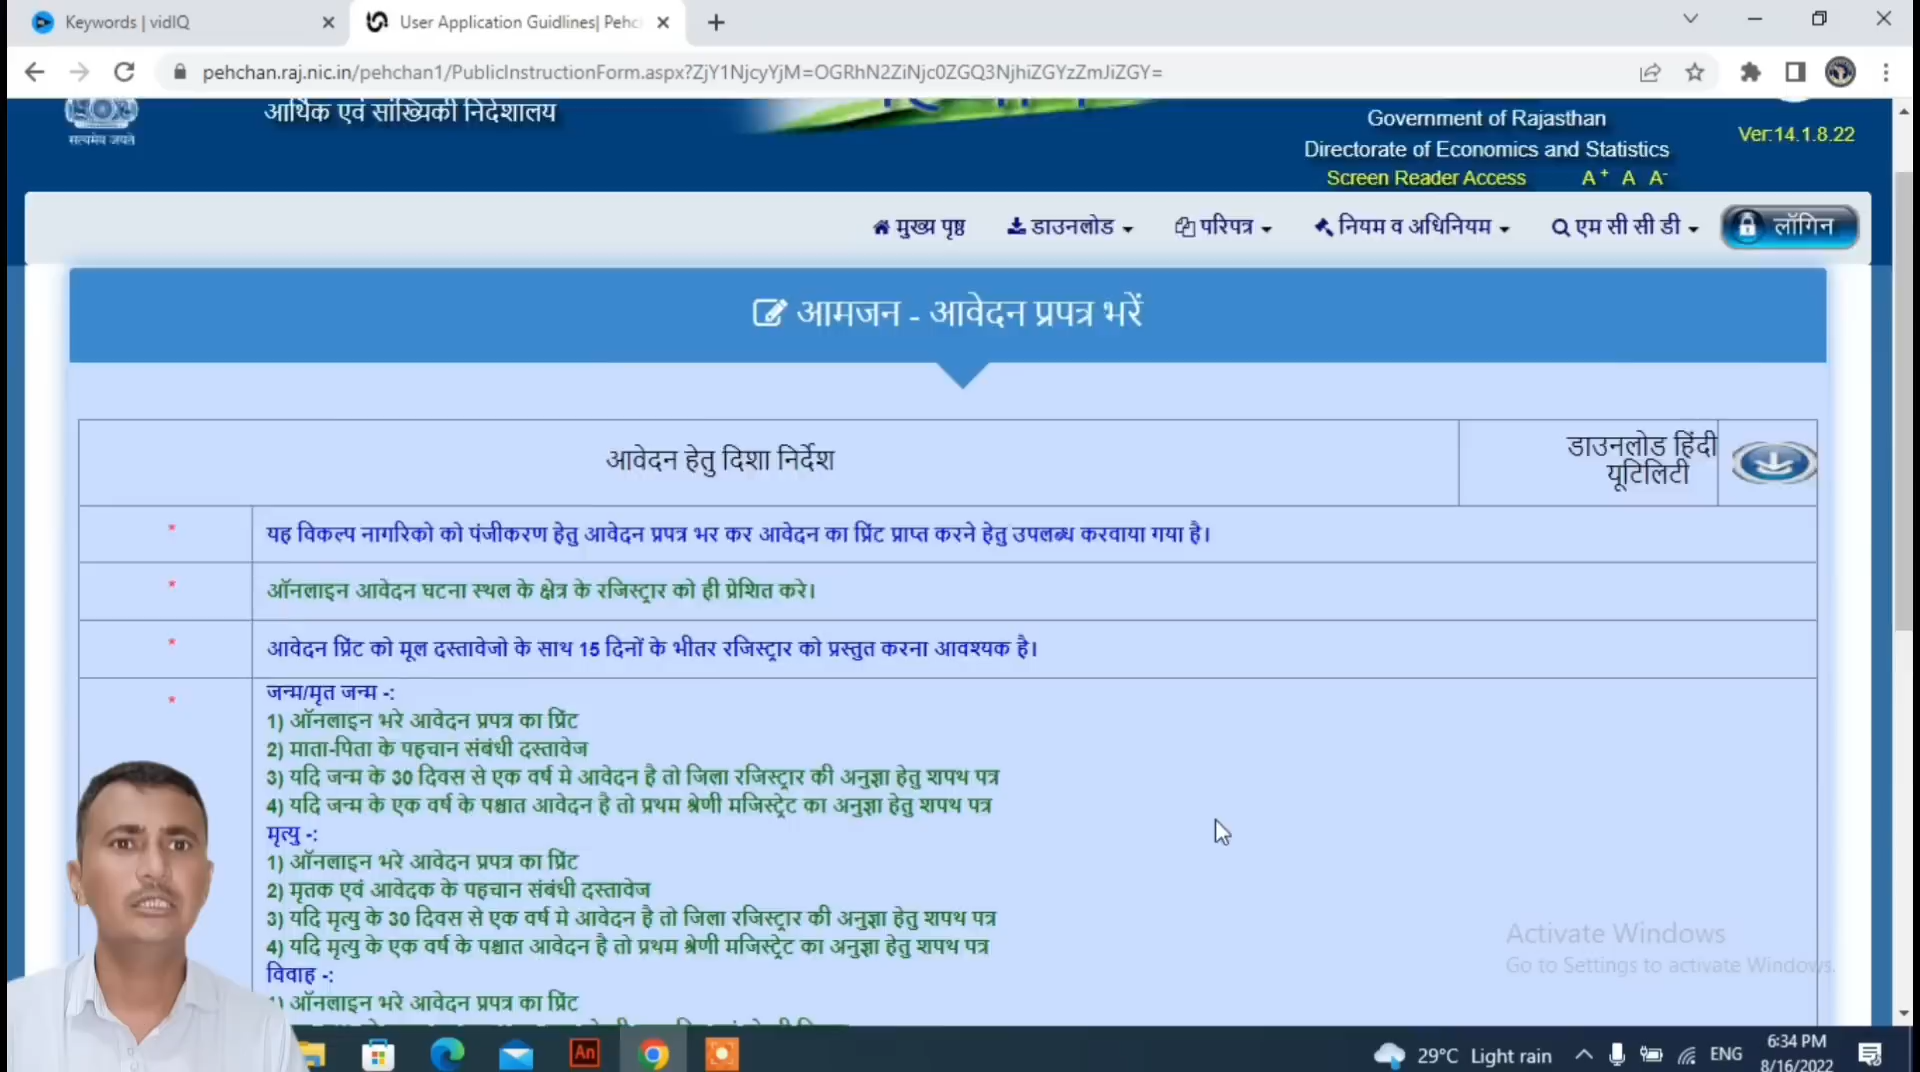 Keywords | vidIQ
User Application Guidlines| Pehc
pehchan.raj.nic.in/pehchan1/PublicInstructionForm.aspx?ZjY1NjcyYjM=OGRhN2ZiNjc0ZGQ3NjhiZGYzZmJiZGY=
सत्यमेव जयते
आर्थिक एवं सांख्यिकी निदेशालय
Government of Rajasthan
Directorate of Economics and Statistics
Screen Reader Access A+ A A-
Ver:14.1.8.22
मुख्य पृष्ठ डाउनलोड परिपत्र नियम व अधिनियम एम सी सी डी लॉगिन
आमजन - आवेदन प्रपत्र भरें
आवेदन हेतु दिशा निर्देश
डाउनलोड हिंदी
यूटिलिटी
* यह विकल्प नागरिको को पंजीकरण हेतु आवेदन प्रपत्र भर कर आवेदन का प्रिंट प्राप्त करने हेतु उपलब्ध करवाया गया है।
* ऑनलाइन आवेदन घटना स्थल के क्षेत्र के रजिस्ट्रार को ही प्रेशित करे।
* आवेदन प्रिंट को मूल दस्तावेजो के साथ 15 दिनों के भीतर रजिस्ट्रार को प्रस्तुत करना आवश्यक है।
* जन्म/मृत जन्म -:
1) ऑनलाइन भरे आवेदन प्रपत्र का प्रिंट
2) माता-पिता के पहचान संबंधी दस्तावेज
3) यदि जन्म के 30 दिवस से एक वर्ष मे आवेदन है तो जिला रजिस्ट्रार की अनुज्ञा हेतु शपथ पत्र
4) यदि जन्म के एक वर्ष के पश्चात आवेदन है तो प्रथम श्रेणी मजिस्ट्रेट का अनुज्ञा हेतु शपथ पत्र
मृत्यु -:
1) ऑनलाइन भरे आवेदन प्रपत्र का प्रिंट
2) मृतक एवं आवेदक के पहचान संबंधी दस्तावेज
3) यदि मृत्यु के 30 दिवस से एक वर्ष मे आवेदन है तो जिला रजिस्ट्रार की अनुज्ञा हेतु शपथ पत्र
4) यदि मृत्यु के एक वर्ष के पश्चात आवेदन है तो प्रथम श्रेणी मजिस्ट्रेट का अनुज्ञा हेतु शपथ पत्र
विवाह -:
1) ऑनलाइन भरे आवेदन प्रपत्र का प्रिंट
Activate Windows
Go to Settings to activate Windows.
An
29°C Light rain
ENG
6:34 PM
8/16/2022